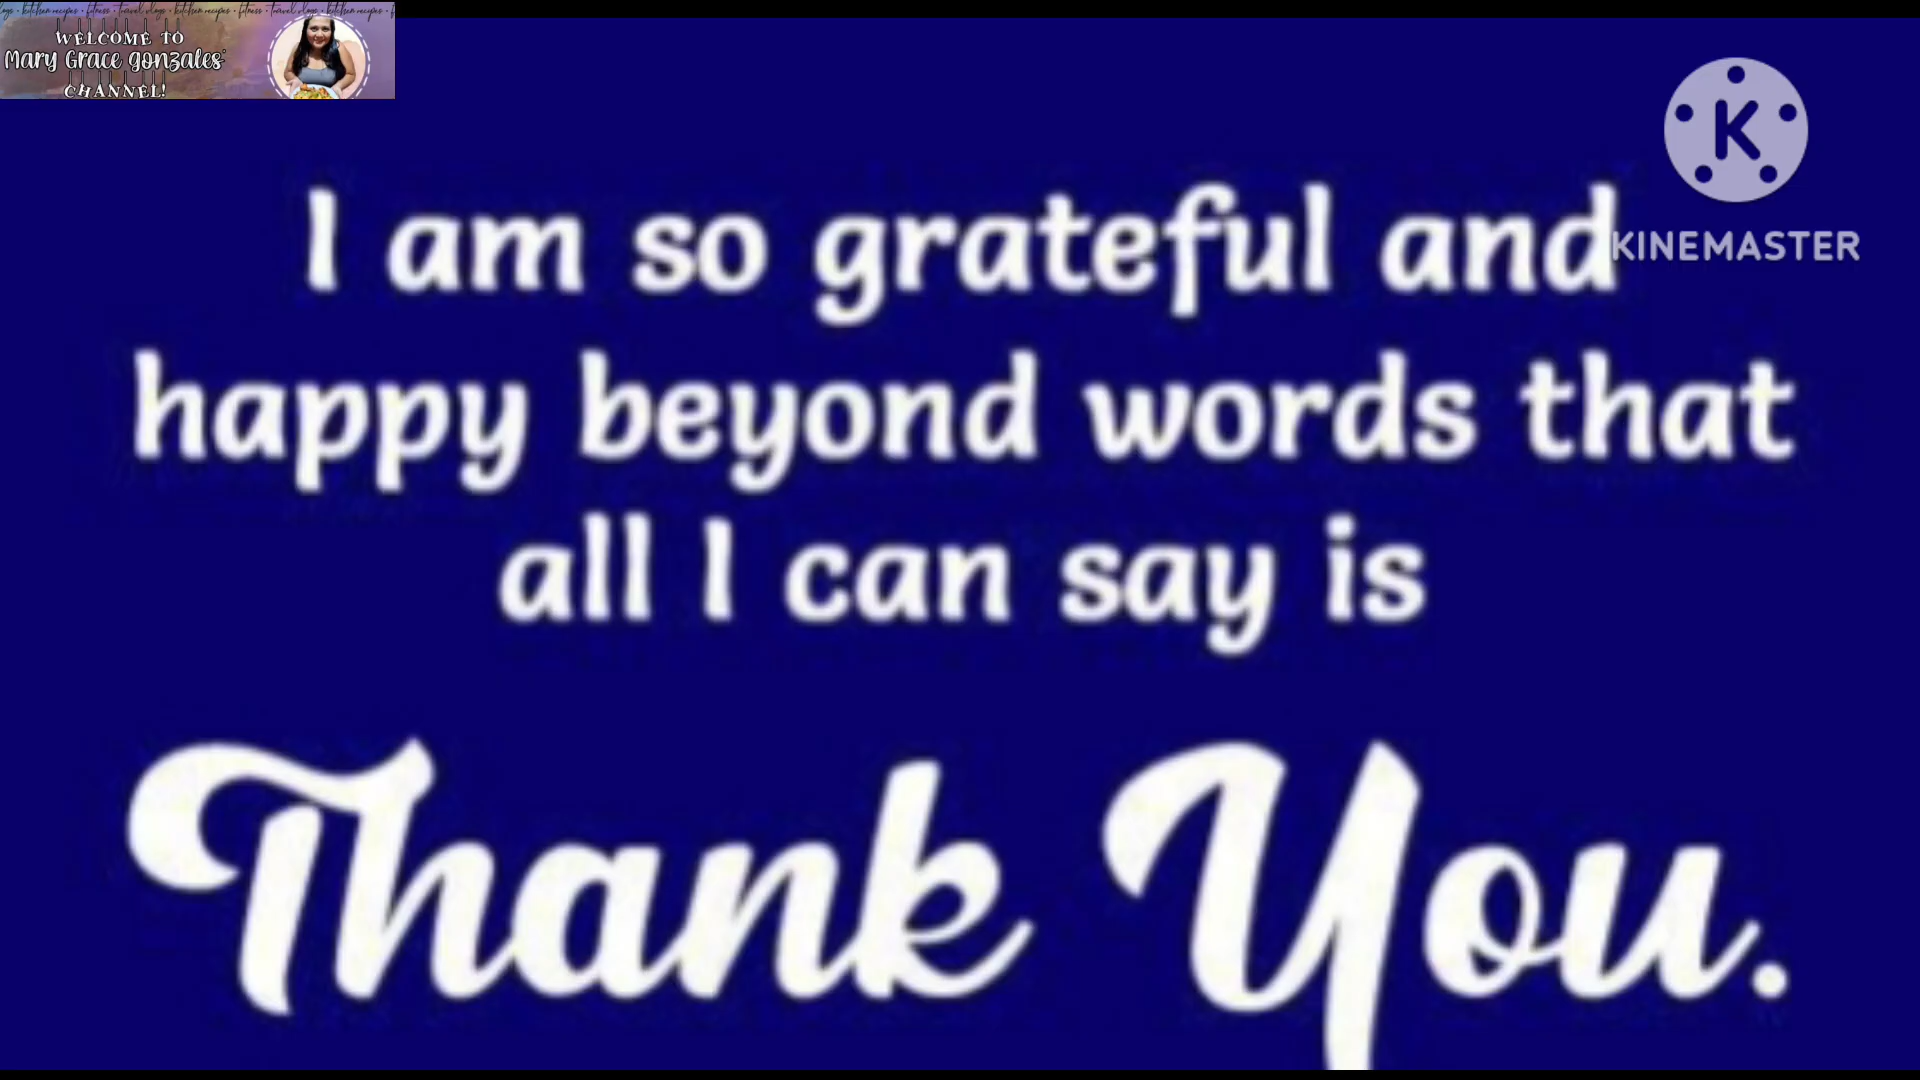 WELCOME TO
Mary Grace gonzales'
CHANNEL!
K
KINEMASTER
I am so grateful and
happy beyond words that
all I can say is
Thank You.